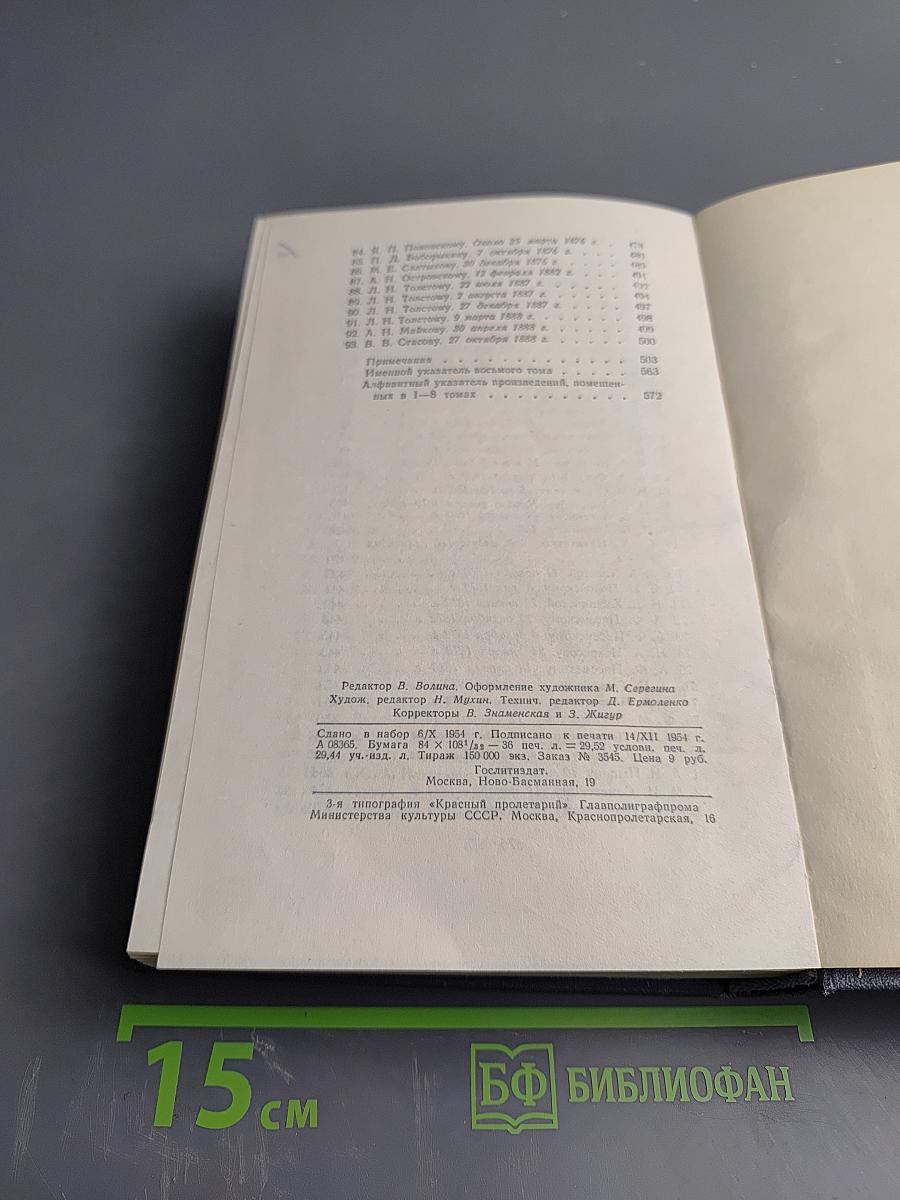 84. Я. П. Полонскому. Около 25 марта 1876 г. . 479
85. П. Д. Боборыкину. 7 октября 1876 г. . . . 481
86. М. Е. Салтыкову. 30 декабря 1876 г. . . . 483
87. А. Н. Островскому. 12 февраля 1882 г. . . . 491
88. Л. Н. Толстому. 22 июля 1887 г. . . . . 492
89. Л. Н. Толстому. 2 августа 1887 г. . . . . 494
90. Л. Н. Толстому. 27 декабря 1887 г. . . . . 497
91. Л. Н. Толстому. 9 марта 1888 г. . . . . . 498
92. А. Н. Майкову. 30 апреля 1888 г. . . . . . 499
93. В. В. Стасову. 27 октября 1888 г. . . . . . 500
Примечания . . . . . . . . . . . . . 503
Именной указатель восьмого тома . . . . . 563
Алфавитный указатель произведений, помещен-
ных в 1—8 томах . . . . . . . . . . 572
Редактор В. Волина. Оформление художника М. Серегина
Худож. редактор Н. Мухин. Технич. редактор Д. Ермоленко
Корректоры В. Знаменская и З. Жигур
Сдано в набор 6/X 1954 г. Подписано к печати 14/XII 1954 г.
А 08365. Бумага 84 × 108¹/₃₂ — 36 печ. л. = 29,52 условн. печ. л.
29,44 уч.-изд. л. Тираж 150 000 экз. Заказ № 3545. Цена 9 руб.
Гослитиздат.
Москва, Ново-Басманная, 19
3-я типография «Красный пролетарий» Главполиграфпрома
Министерства культуры СССР. Москва, Краснопролетарская, 16
15 см
БФ БИБЛИОФАН